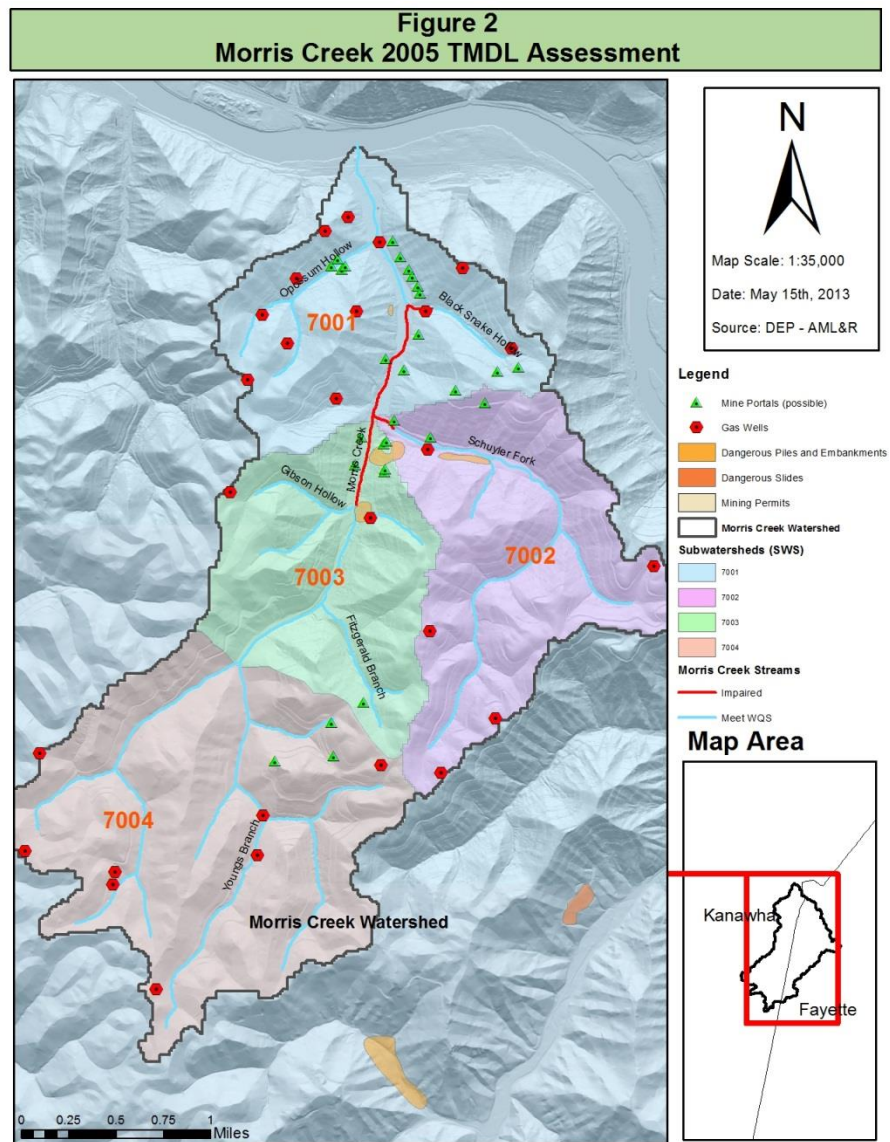 Figure 2
Morris Creek 2005 TMDL Assessment
N
Map Scale: 1:35,000
Date: May 15th, 2013
Source: DEP - AML&R
Legend
Mine Portals (possible)
Gas Wells
Dangerous Piles and Embankments
Dangerous Slides
Mining Permits
Morris Creek Watershed
Subwatersheds (SWS)
7001
7002
7003
7004
Morris Creek Streams
Impaired
Meet WQS
Map Area
Kanawha
Fayette
Opossum Hollow
Black Snake Hollow
7001
Morris Creek
Schuyler Fork
Gibson Hollow
7002
7003
Fitzgerald Branch
7004
Youngs Branch
Morris Creek Watershed
0 0.25 0.5 0.75 1
Miles